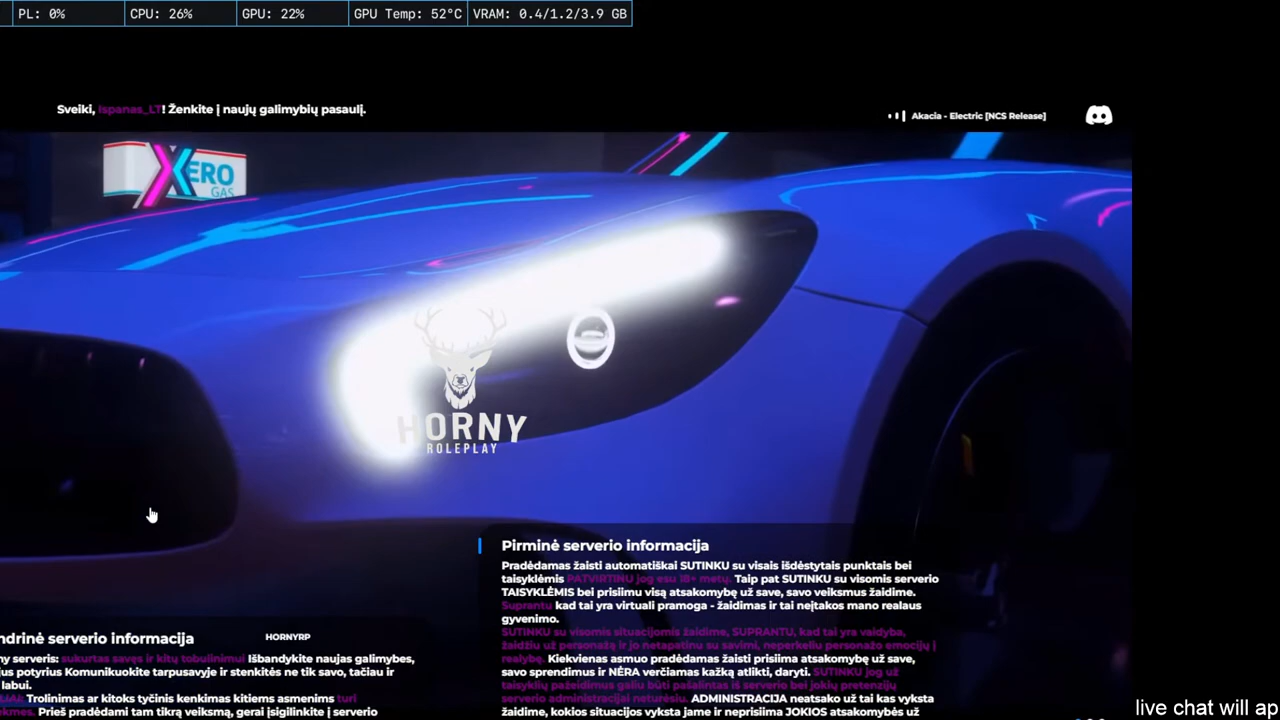 PL: 0%
CPU: 26%
GPU: 22%
GPU Temp: 52°C
VRAM: 0.4/1.2/3.9 GB
Sveiki, Ispanas_LT! Ženkite į naujų galimybių pasaulį.
Akacia - Electric [NCS Release]
XERO
GAS
HORNY
ROLEPLAY
Pirminė serverio informacija
Pradėdamas žaisti automatiškai SUTINKU su visais išdėstytais punktais bei
taisyklėmis PATVIRTINU jog esu 18+ metų. Taip pat SUTINKU su visomis serverio
TAISYKLĖMIS bei prisiimu visą atsakomybę už save, savo veiksmus žaidime.
Suprantu kad tai yra virtuali pramoga - žaidimas ir tai neįtakos mano realaus
gyvenimo.
SUTINKU su visomis situacijomis žaidime, SUPRANTU, kad tai yra vaidyba,
žaidžiu už personažą ir jo netapatinu su savimi, neperkeliu personažo emocijų į
realybę. Kiekvienas asmuo pradėdamas žaisti prisiima atsakomybę už save,
savo sprendimus ir NĖRA verčiamas kažką atlikti, daryti. SUTINKU jog už
taisyklių pažeidimus galiu būti pašalintas iš serverio bei jokių pretenzijų
serverio administracijai neturėsiu. ADMINISTRACIJA neatsako už tai kas vyksta
žaidime, kokios situacijos vyksta jame ir neprisiima JOKIOS atsakomybės už
ndrinė serverio informacija
HORNYRP
ny serveris: sukurtas savęs ir kitų tobulinimui Išbandykite naujas galimybes,
jus potyrius Komunikuokite tarpusavyje ir stenkitės ne tik savo, tačiau ir
labui.
Trolinimas ar kitoks tyčinis kenkimas kitiems asmenims turi
Prieš pradėdami tam tikrą veiksmą, gerai įsigilinkite į serverio
live chat will ap